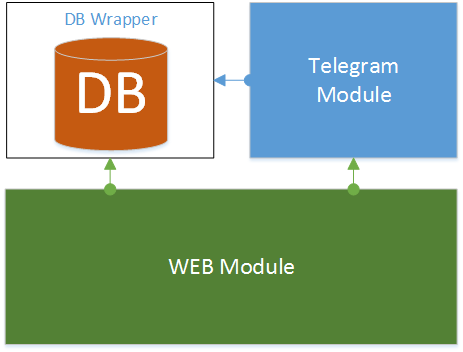 DB Wrapper
DB
Telegram
Module
WEB Module